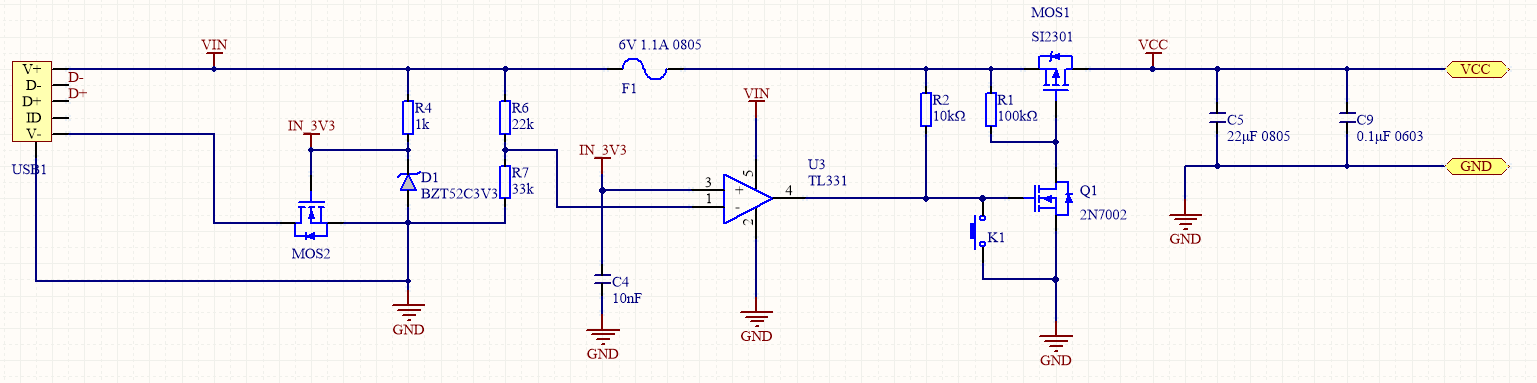 MOS1
SI2301
VIN
6V 1.1A 0805
F1
VCC
V+
D-
D+
ID
V-
D-
D+
USB1
IN_3V3
R4
1k
R6
22k
R7
33k
D1
BZT52C3V3
MOS2
GND
IN_3V3
C4
10nF
GND
VIN
U3
TL331
3
1
+
-
5
2
4
GND
R2
10kΩ
R1
100kΩ
Q1
2N7002
K1
GND
C5
22µF 0805
C9
0.1µF 0603
VCC
GND
GND